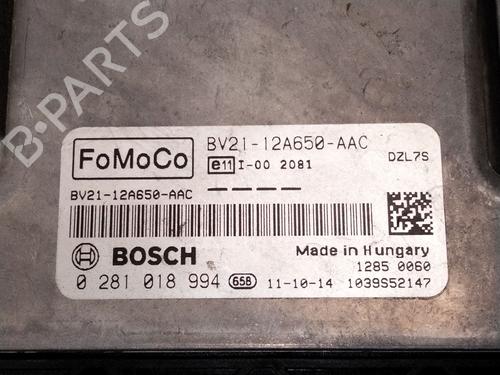 B-PARTS
FoMoCo
BV21-12A650-AAC
e11 I-00 2081
DZL7S
BV21-12A650-AAC
BOSCH
Made in Hungary
1285 0060
0 281 018 994 65B 11-10-14 1039S52147